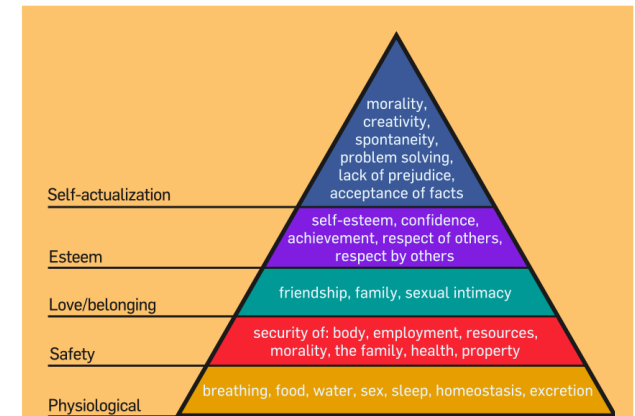 morality,
creativity,
spontaneity,
problem solving,
lack of prejudice,
acceptance of facts
Self-actualization
self-esteem, confidence,
achievement, respect of others,
respect by others
Esteem
friendship, family, sexual intimacy
Love/belonging
security of: body, employment, resources,
morality, the family, health, property
Safety
breathing, food, water, sex, sleep, homeostasis, excretion
Physiological